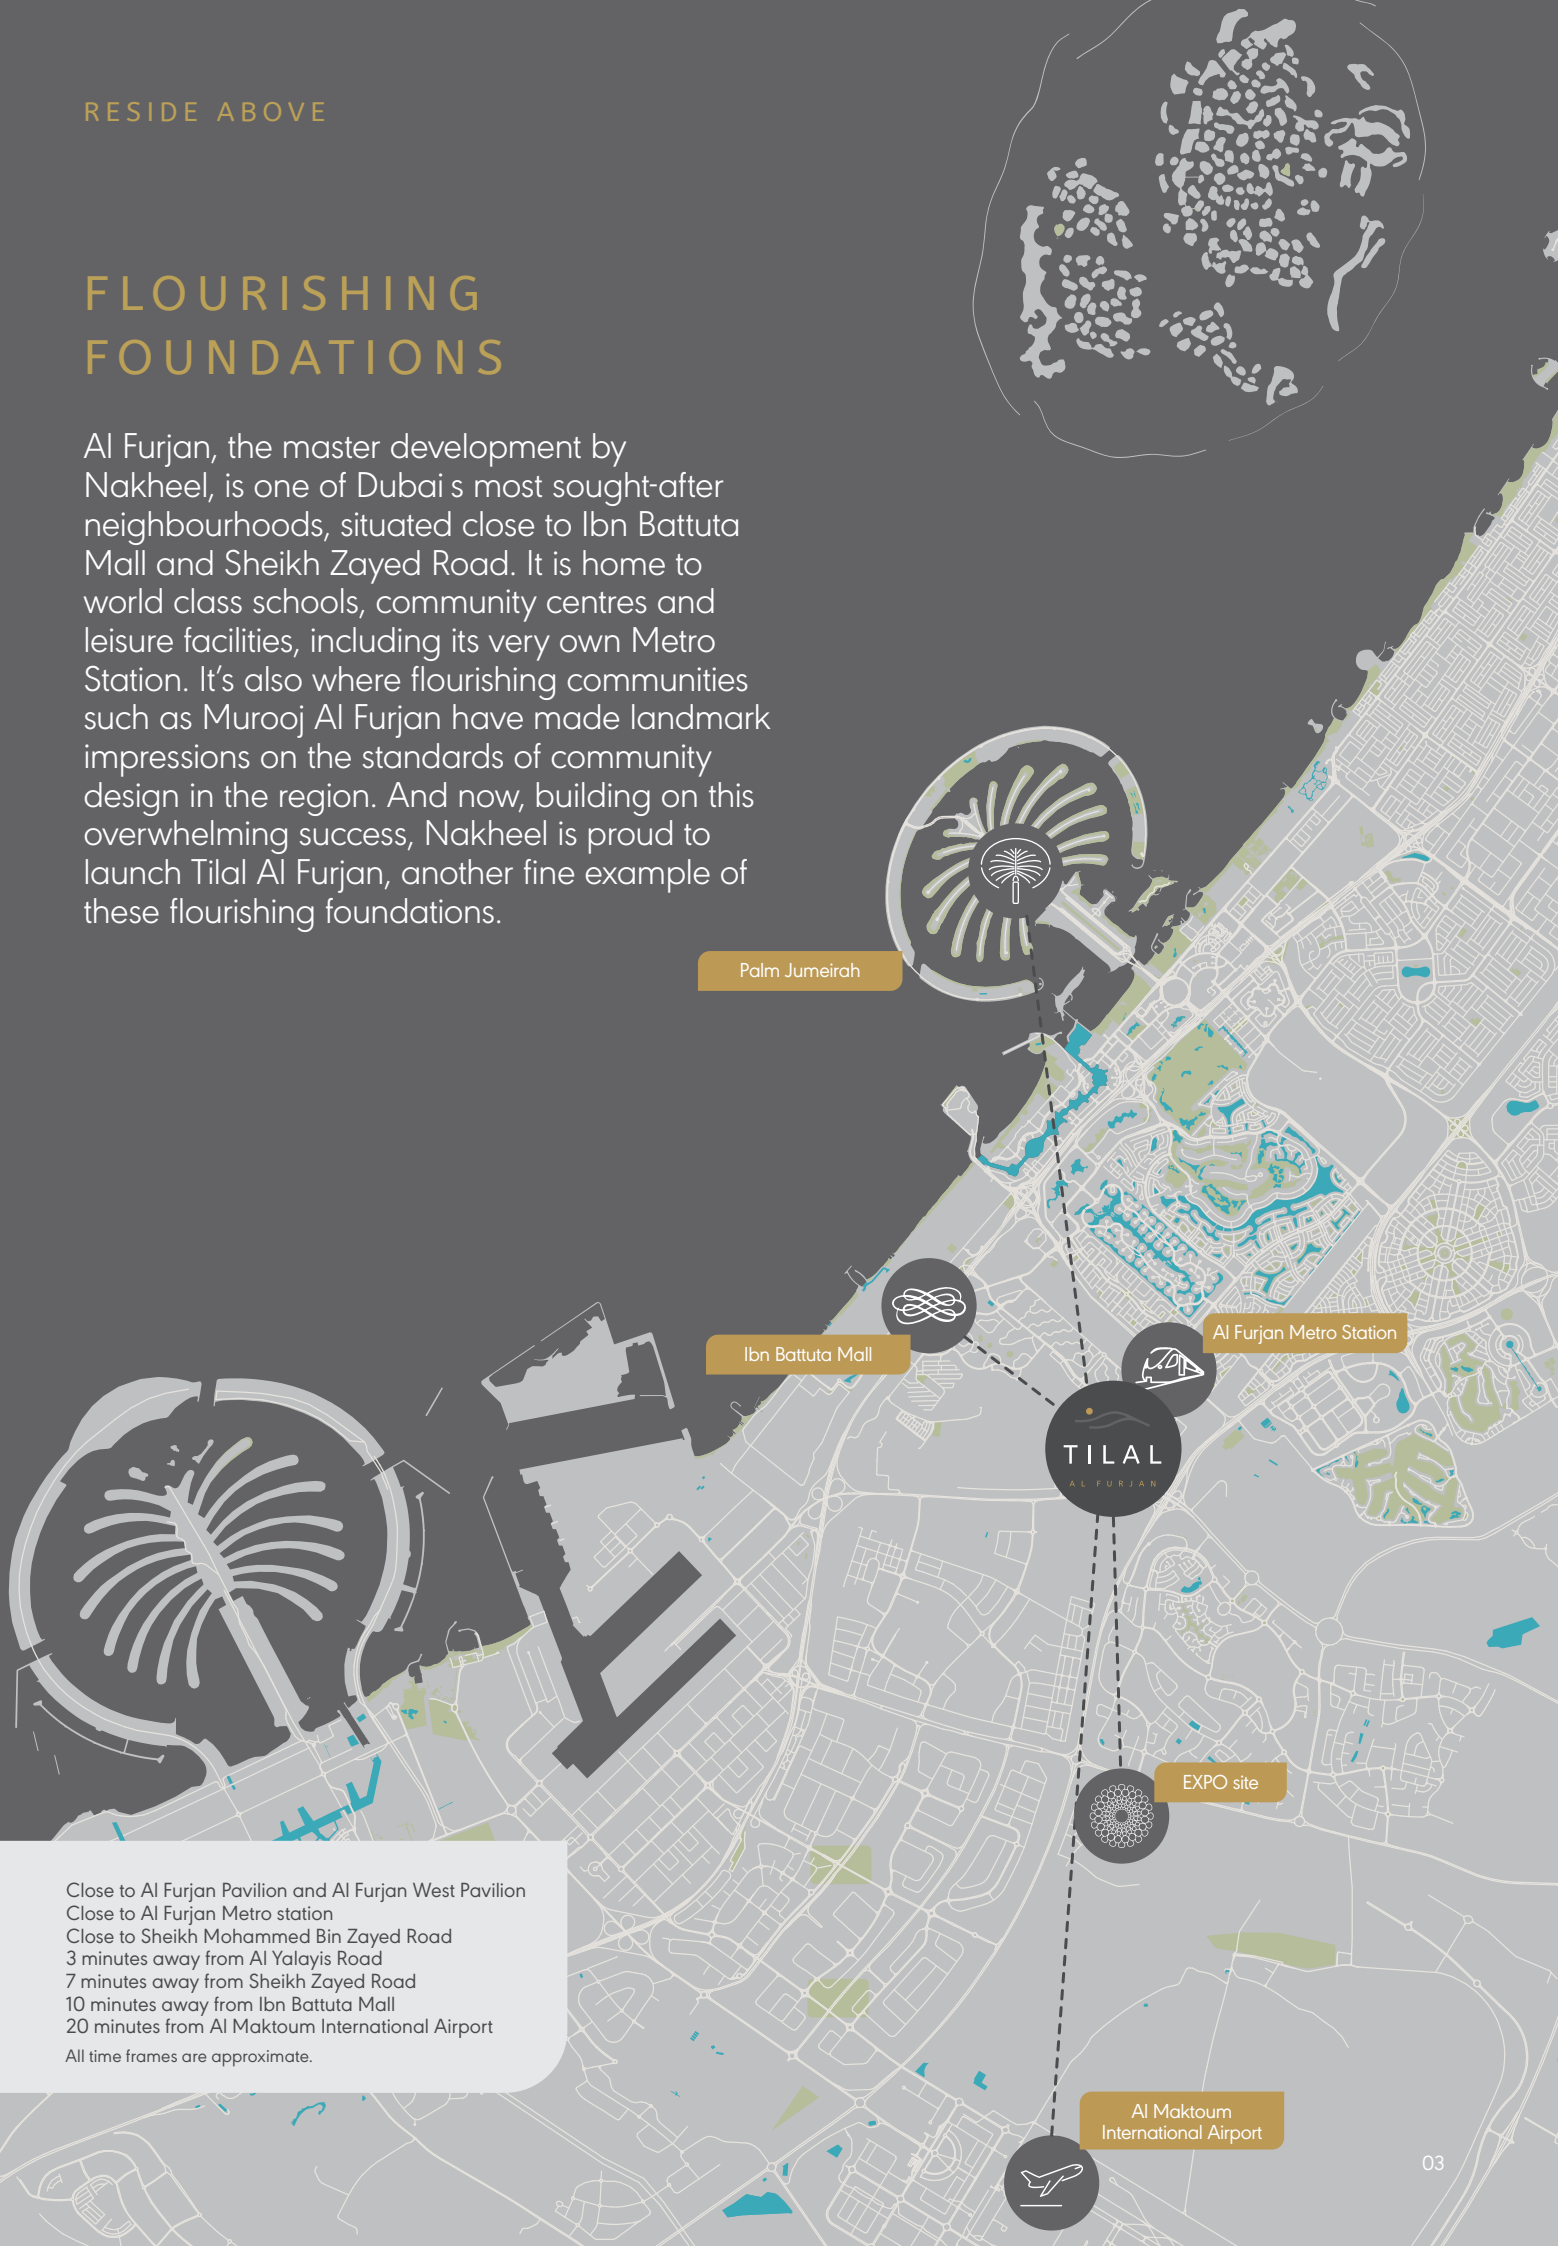 RESIDE ABOVE
FLOURISHING
FOUNDATIONS
Al Furjan, the master development by
Nakheel, is one of Dubai s most sought-after
neighbourhoods, situated close to Ibn Battuta
Mall and Sheikh Zayed Road. It is home to
world class schools, community centres and
leisure facilities, including its very own Metro
Station. It’s also where flourishing communities
such as Murooj Al Furjan have made landmark
impressions on the standards of community
design in the region. And now, building on this
overwhelming success, Nakheel is proud to
launch Tilal Al Furjan, another fine example of
these flourishing foundations.
Palm Jumeirah
Al Furjan Metro Station
Ibn Battuta Mall
TILAL
AL FURJAN
EXPO site
Close to Al Furjan Pavilion and Al Furjan West Pavilion
Close to Al Furjan Metro station
Close to Sheikh Mohammed Bin Zayed Road
3 minutes away from Al Yalayis Road
7 minutes away from Sheikh Zayed Road
10 minutes away from Ibn Battuta Mall
20 minutes from Al Maktoum International Airport
All time frames are approximate.
Al Maktoum
International Airport
03